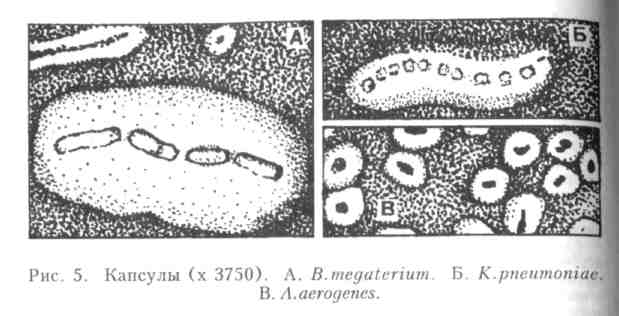 А
Б
В
Рис. 5. Капсулы (х 3750). А. B.megaterium. Б. K.pneumoniae.
В. A.aerogenes.